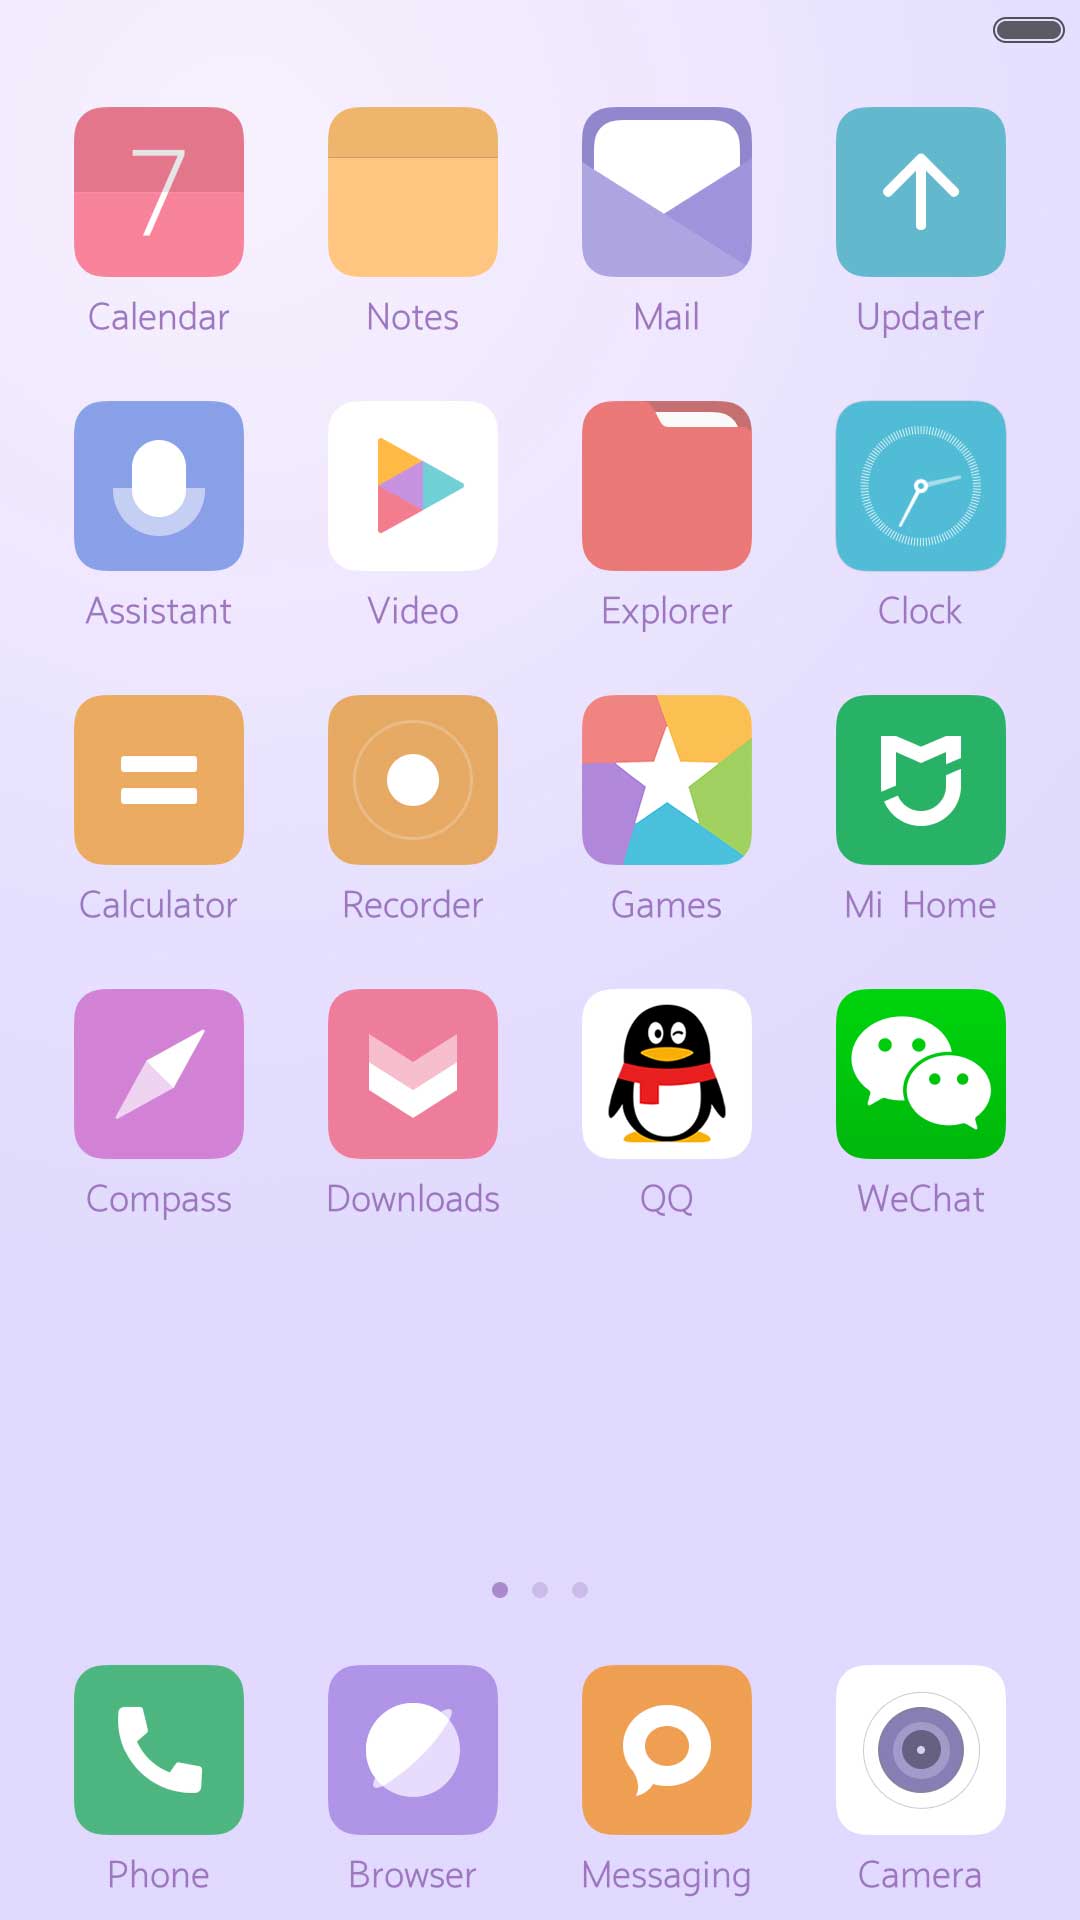 7
Calendar Notes Mail Updater
Assistant Video Explorer Clock
Calculator Recorder Games Mi Home
Compass Downloads QQ WeChat
Phone Browser Messaging Camera